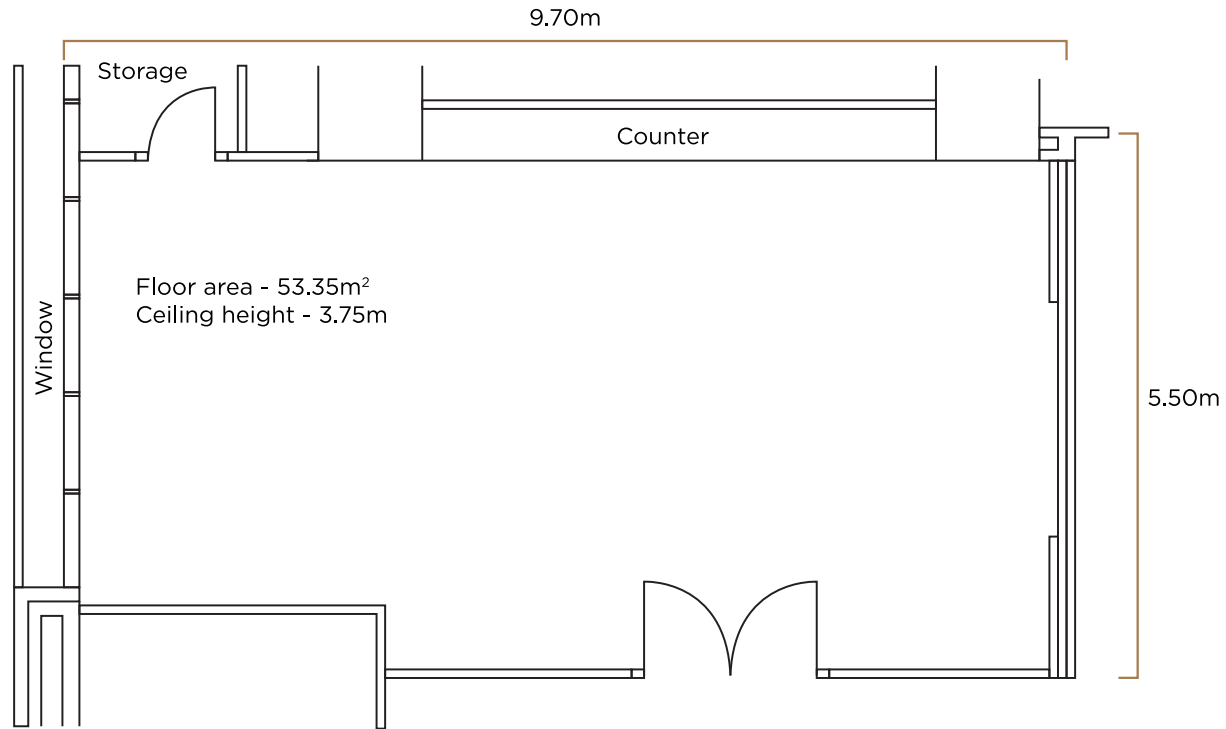 9.70m
Storage
Counter
Floor area - 53.35m²
Ceiling height - 3.75m
Window
5.50m